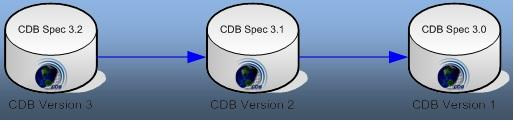 CDB Spec 3.2
CDB Spec 3.1
CDB Spec 3.0
CDB Version 3
CDB Version 2
CDB Version 1